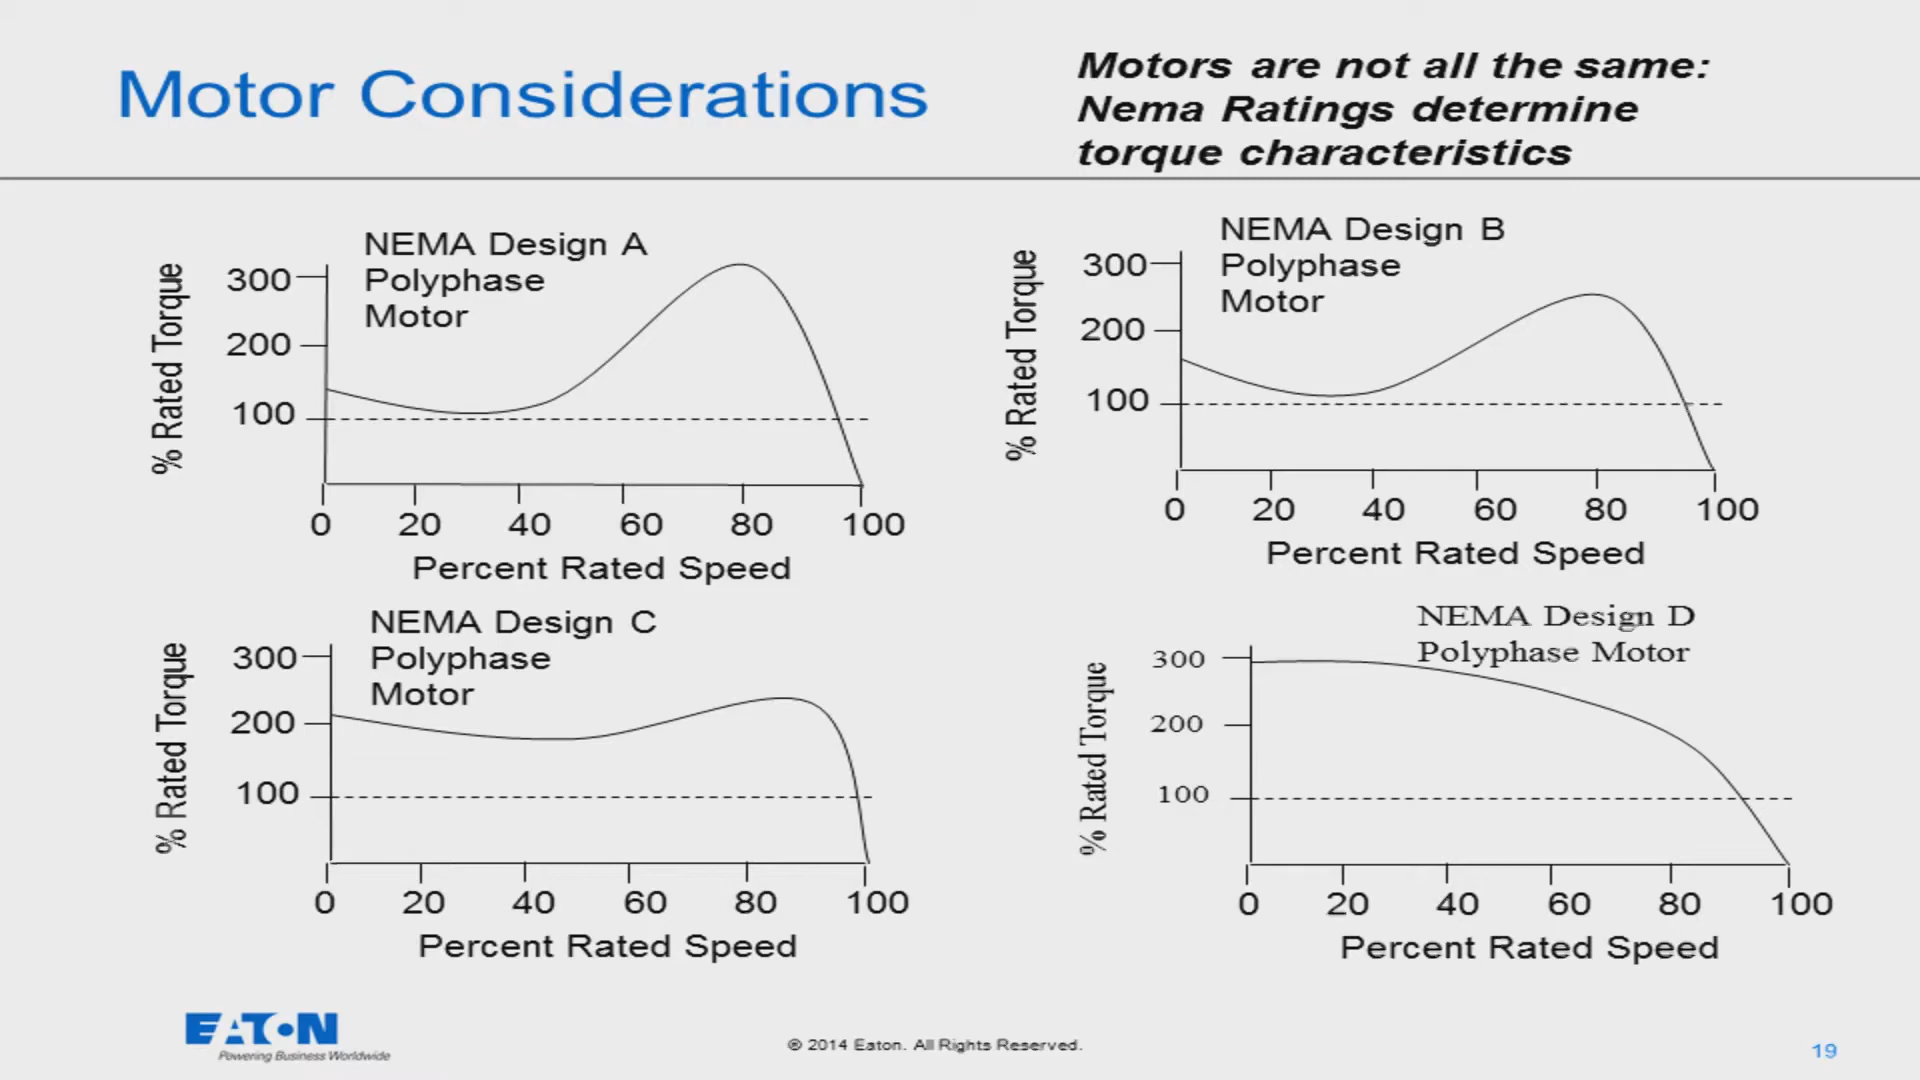 Motor Considerations
Motors are not all the same:
Nema Ratings determine
torque characteristics
NEMA Design A
Polyphase
Motor
% Rated Torque
300
200
100
0 20 40 60 80 100
Percent Rated Speed
NEMA Design B
Polyphase
Motor
% Rated Torque
300
200
100
0 20 40 60 80 100
Percent Rated Speed
NEMA Design C
Polyphase
Motor
% Rated Torque
300
200
100
0 20 40 60 80 100
Percent Rated Speed
NEMA Design D
Polyphase Motor
% Rated Torque
300
200
100
0 20 40 60 80 100
Percent Rated Speed
EATON
Powering Business Worldwide
© 2014 Eaton. All Rights Reserved.
19